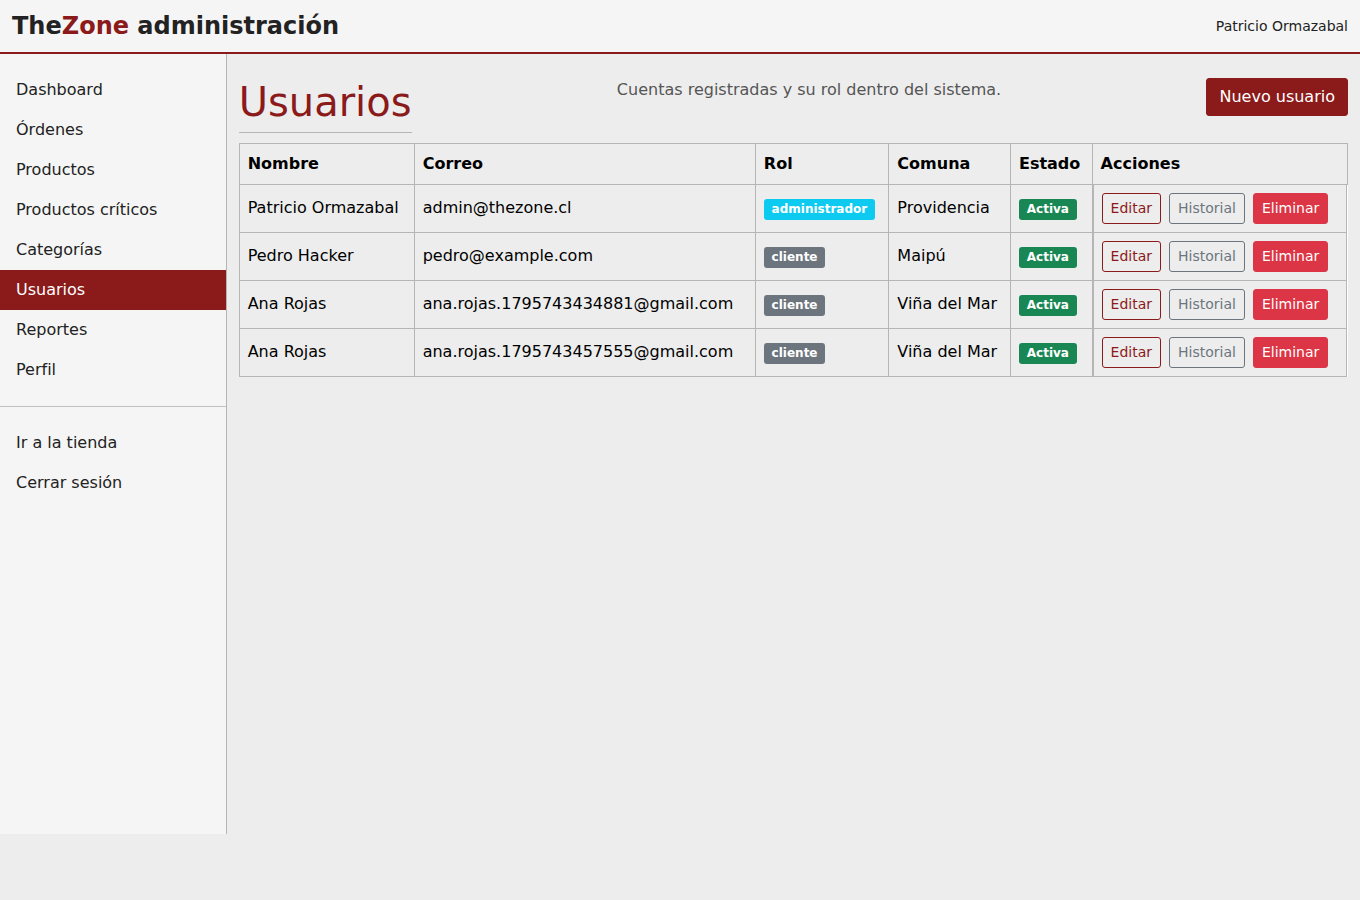 TheZone administración
Patricio Ormazabal
Dashboard
Órdenes
Productos
Productos críticos
Categorías
Usuarios
Reportes
Perfil
Ir a la tienda
Cerrar sesión
Usuarios
Cuentas registradas y su rol dentro del sistema.
Nuevo usuario
Nombre Correo Rol Comuna Estado Acciones
Patricio Ormazabal admin@thezone.cl administrador Providencia Activa Editar Historial Eliminar
Pedro Hacker pedro@example.com cliente Maipú Activa Editar Historial Eliminar
Ana Rojas ana.rojas.1795743434881@gmail.com cliente Viña del Mar Activa Editar Historial Eliminar
Ana Rojas ana.rojas.1795743457555@gmail.com cliente Viña del Mar Activa Editar Historial Eliminar